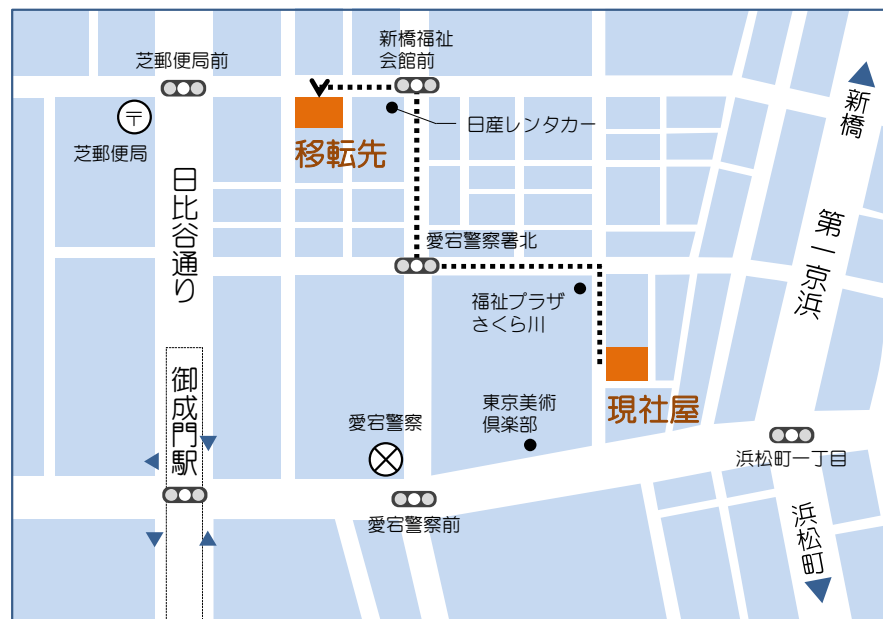 新橋福祉
会館前
芝郵便局前
新橋
〒
日産レンタカー
芝郵便局
移転先
日比谷通り
第一京浜
愛宕警察署北
福祉プラザ
さくら川
御成門駅
東京美術
倶楽部
現社屋
愛宕警察
浜松町一丁目
愛宕警察前
浜松町